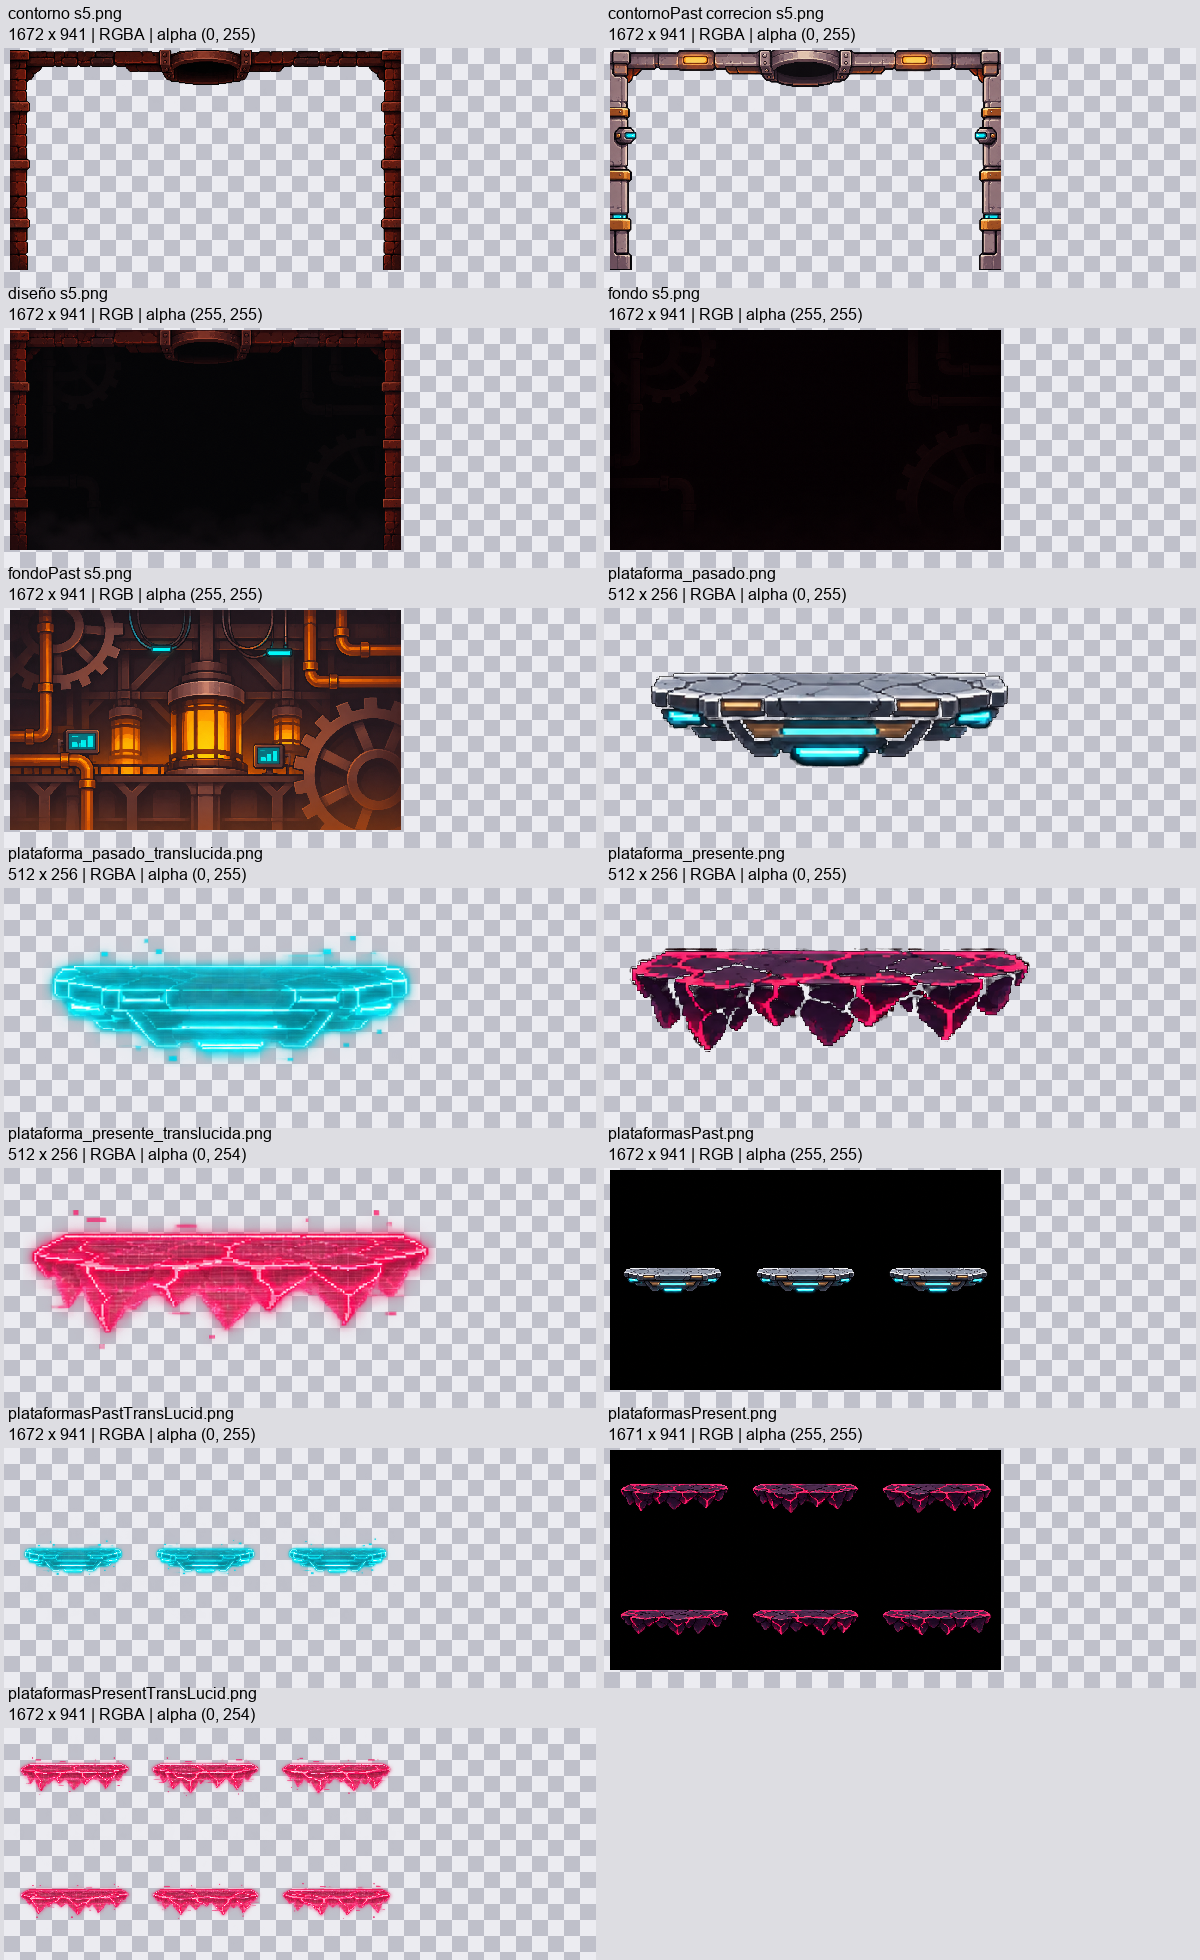 contorno s5.png
1672 x 941 | RGBA | alpha (0, 255)
contornoPast correcion s5.png
1672 x 941 | RGBA | alpha (0, 255)
diseño s5.png
1672 x 941 | RGB | alpha (255, 255)
fondo s5.png
1672 x 941 | RGB | alpha (255, 255)
fondoPast s5.png
1672 x 941 | RGB | alpha (255, 255)
plataforma_pasado.png
512 x 256 | RGBA | alpha (0, 255)
plataforma_pasado_translucida.png
512 x 256 | RGBA | alpha (0, 255)
plataforma_presente.png
512 x 256 | RGBA | alpha (0, 255)
plataforma_presente_translucida.png
512 x 256 | RGBA | alpha (0, 254)
plataformasPast.png
1672 x 941 | RGB | alpha (255, 255)
plataformasPastTransLucid.png
1672 x 941 | RGBA | alpha (0, 255)
plataformasPresent.png
1671 x 941 | RGB | alpha (255, 255)
plataformasPresentTransLucid.png
1672 x 941 | RGBA | alpha (0, 254)